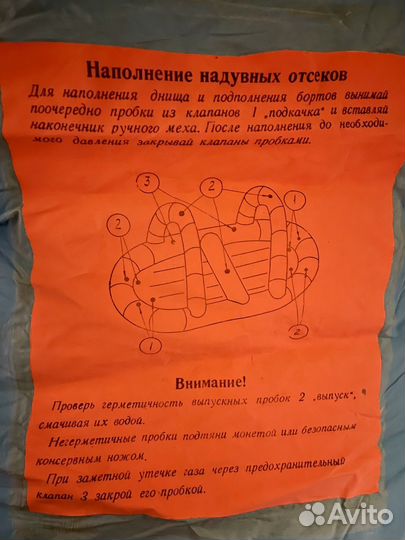 Наполнение надувных отсеков
Для наполнения днища и подполнения бортов вынимай
поочередно пробки из клапанов 1 „подкачка" и вставляй
наконечник ручного меха. После наполнения до необходи-
мого давления закрывай клапаны пробками.
3 2 1
2
1 2
Внимание!
Проверь герметичность выпускных пробок 2 „выпуск",
смачивая их водой.
Негерметичные пробки подтяни монетой или безопасным
консервным ножом.
При заметной утечке газа через предохранительный
клапан 3 закрой его пробкой.
Avito